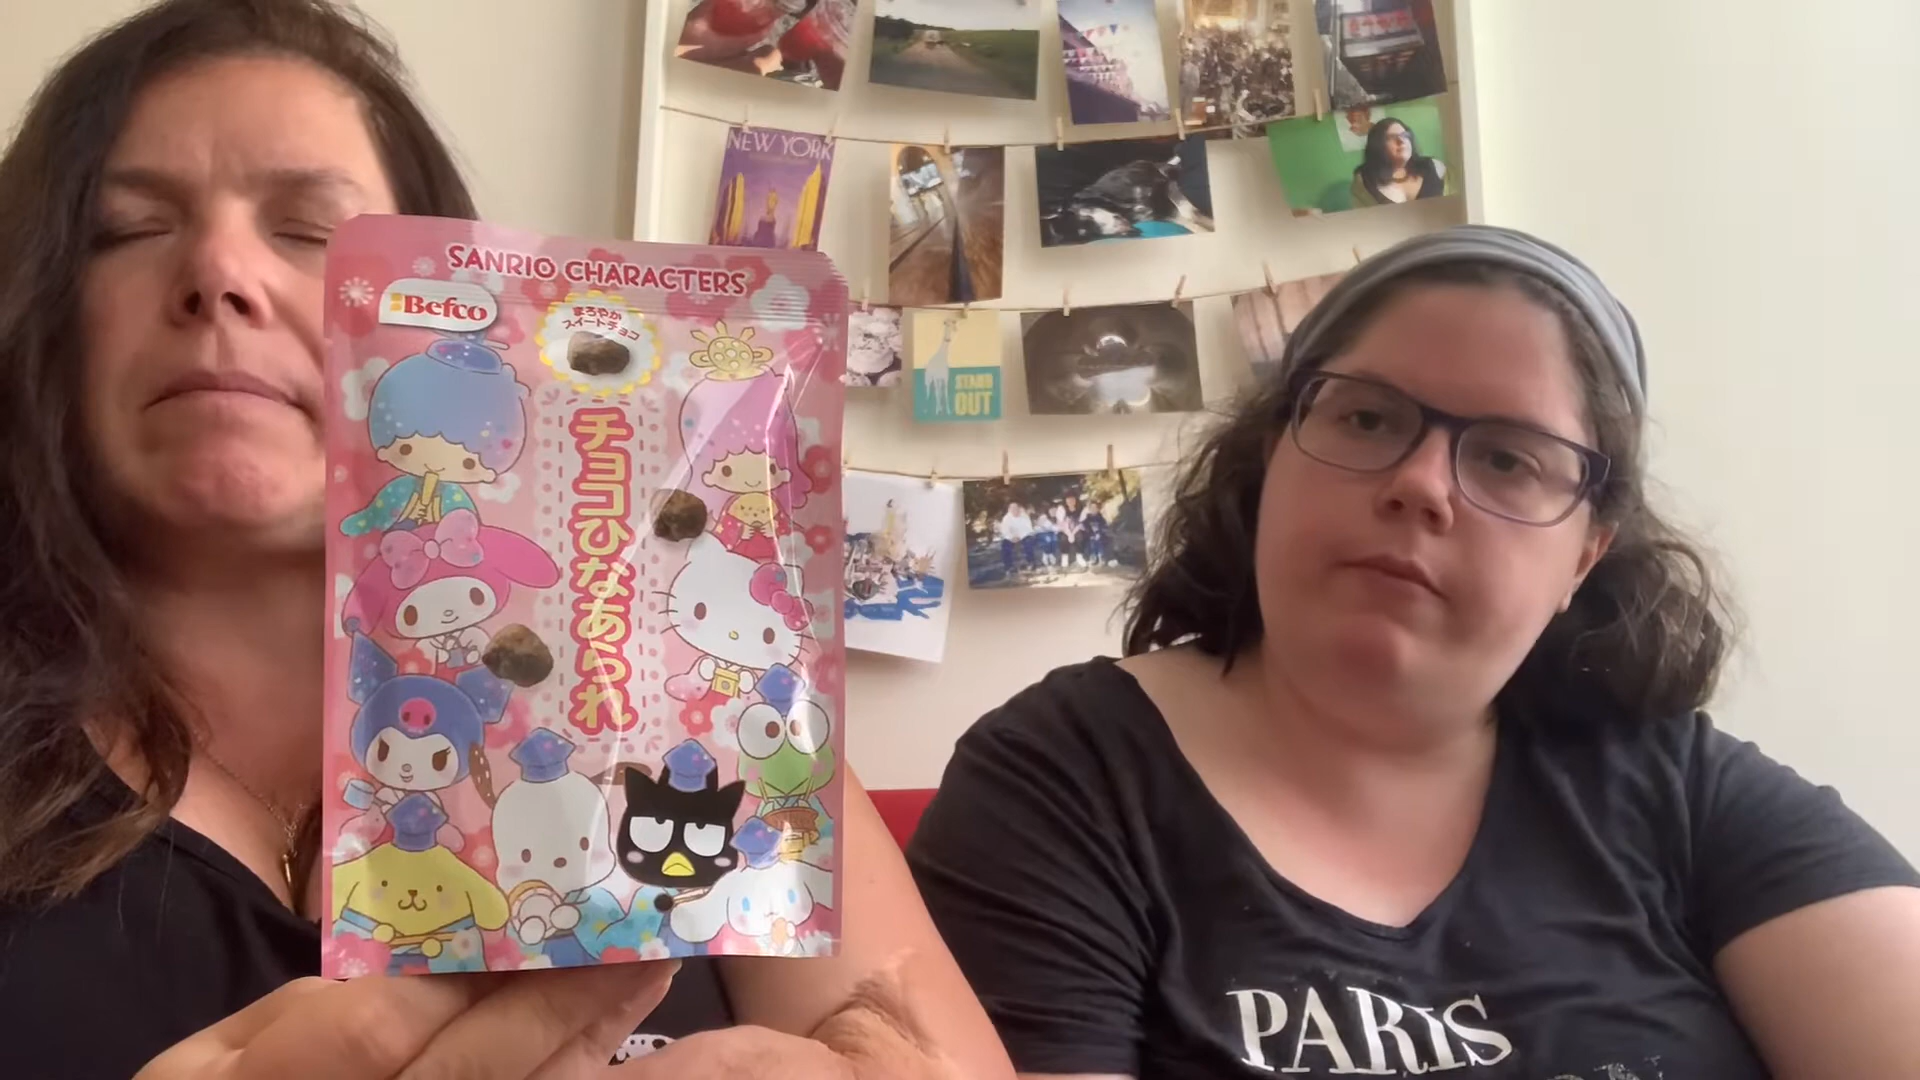 NEW YORK
SANRIO CHARACTERS
Befco
まろやか
スイートチョコ
チョコひなあられ
STAND
OUT
PARIS